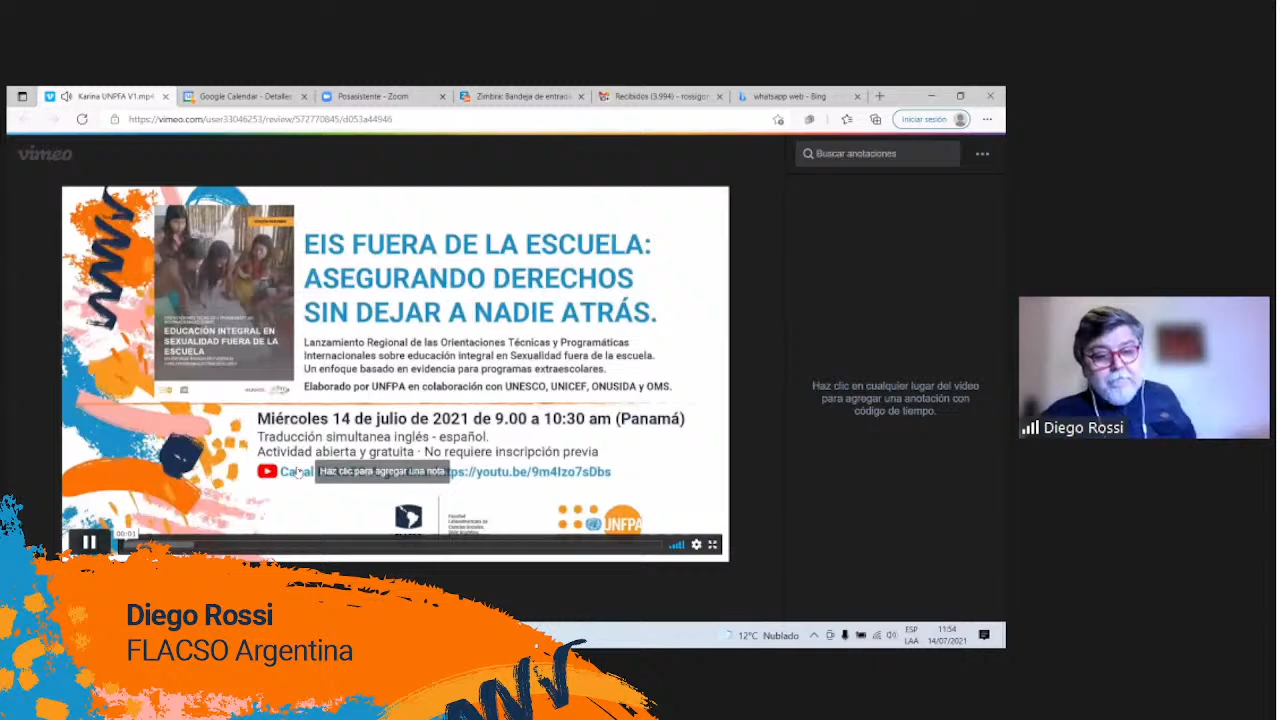 Karina UNPFA V1.mp4
Google Calendar - Detalles
Posasistente - Zoom
Zimbra: Bandeja de entrada
Recibidos (3.994) - rossigon
whatsapp web - Bing
https://vimeo.com/user33046253/review/572770845/d053a44946
Iniciar sesión
vimeo
Buscar anotaciones
EIS FUERA DE LA ESCUELA:
ASEGURANDO DERECHOS
SIN DEJAR A NADIE ATRÁS.
EDUCACIÓN INTEGRAL EN
SEXUALIDAD FUERA DE LA
ESCUELA
Lanzamiento Regional de las Orientaciones Técnicas y Programáticas
Internacionales sobre educación integral en Sexualidad fuera de la escuela.
Un enfoque basado en evidencia para programas extraescolares.
Elaborado por UNFPA en colaboración con UNESCO, UNICEF, ONUSIDA y OMS.
Miércoles 14 de julio de 2021 de 9.00 a 10:30 am (Panamá)
Traducción simultanea inglés - español.
Actividad abierta y gratuita · No requiere inscripción previa
Canal
Haz clic para agregar una nota.
ttps://youtu.be/9m4Izo7sDbs
UNFPA
00:01
Haz clic en cualquier lugar del video
para agregar una anotación con
código de tiempo.
Diego Rossi
12°C Nublado
ESP
LAA
11:54
14/07/2021
Diego Rossi
FLACSO Argentina